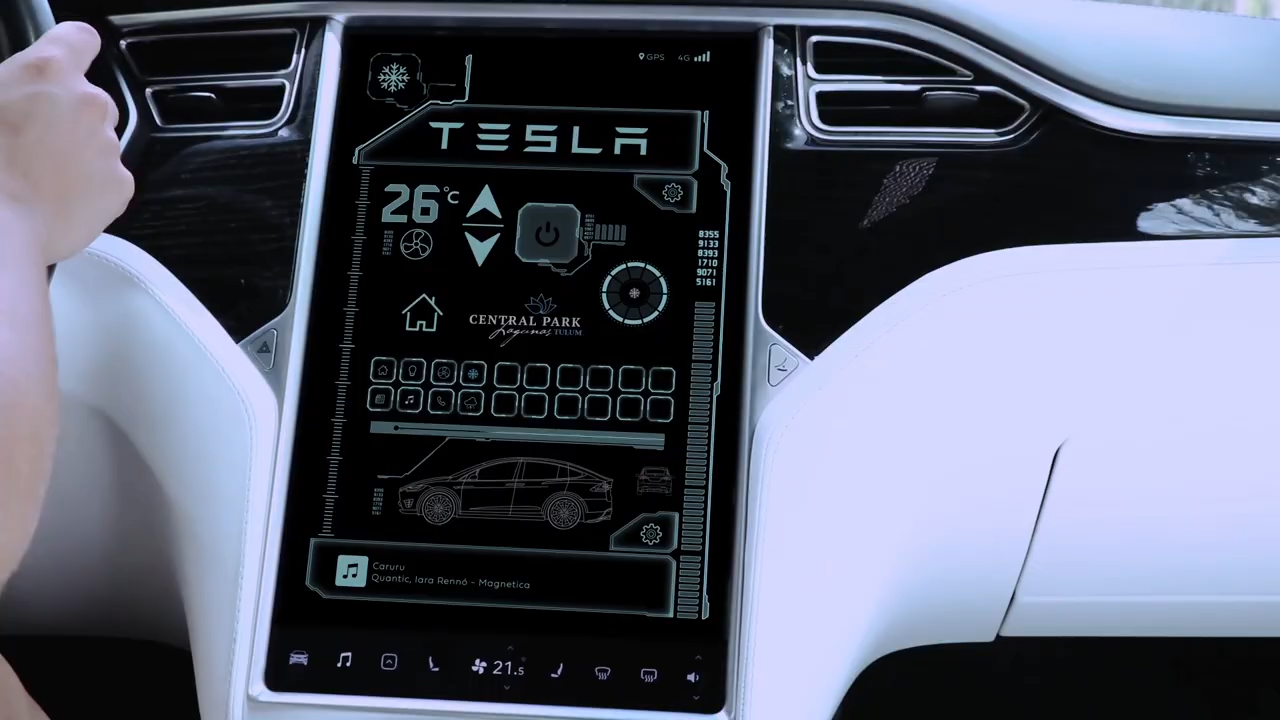 GPS 4G
TESLA
26°C
8355
9133
8393
1710
9071
5161
CENTRAL PARK
Lagunas TULUM
Caruru
Quantic, Iara Rennó - Magnetica
21.5